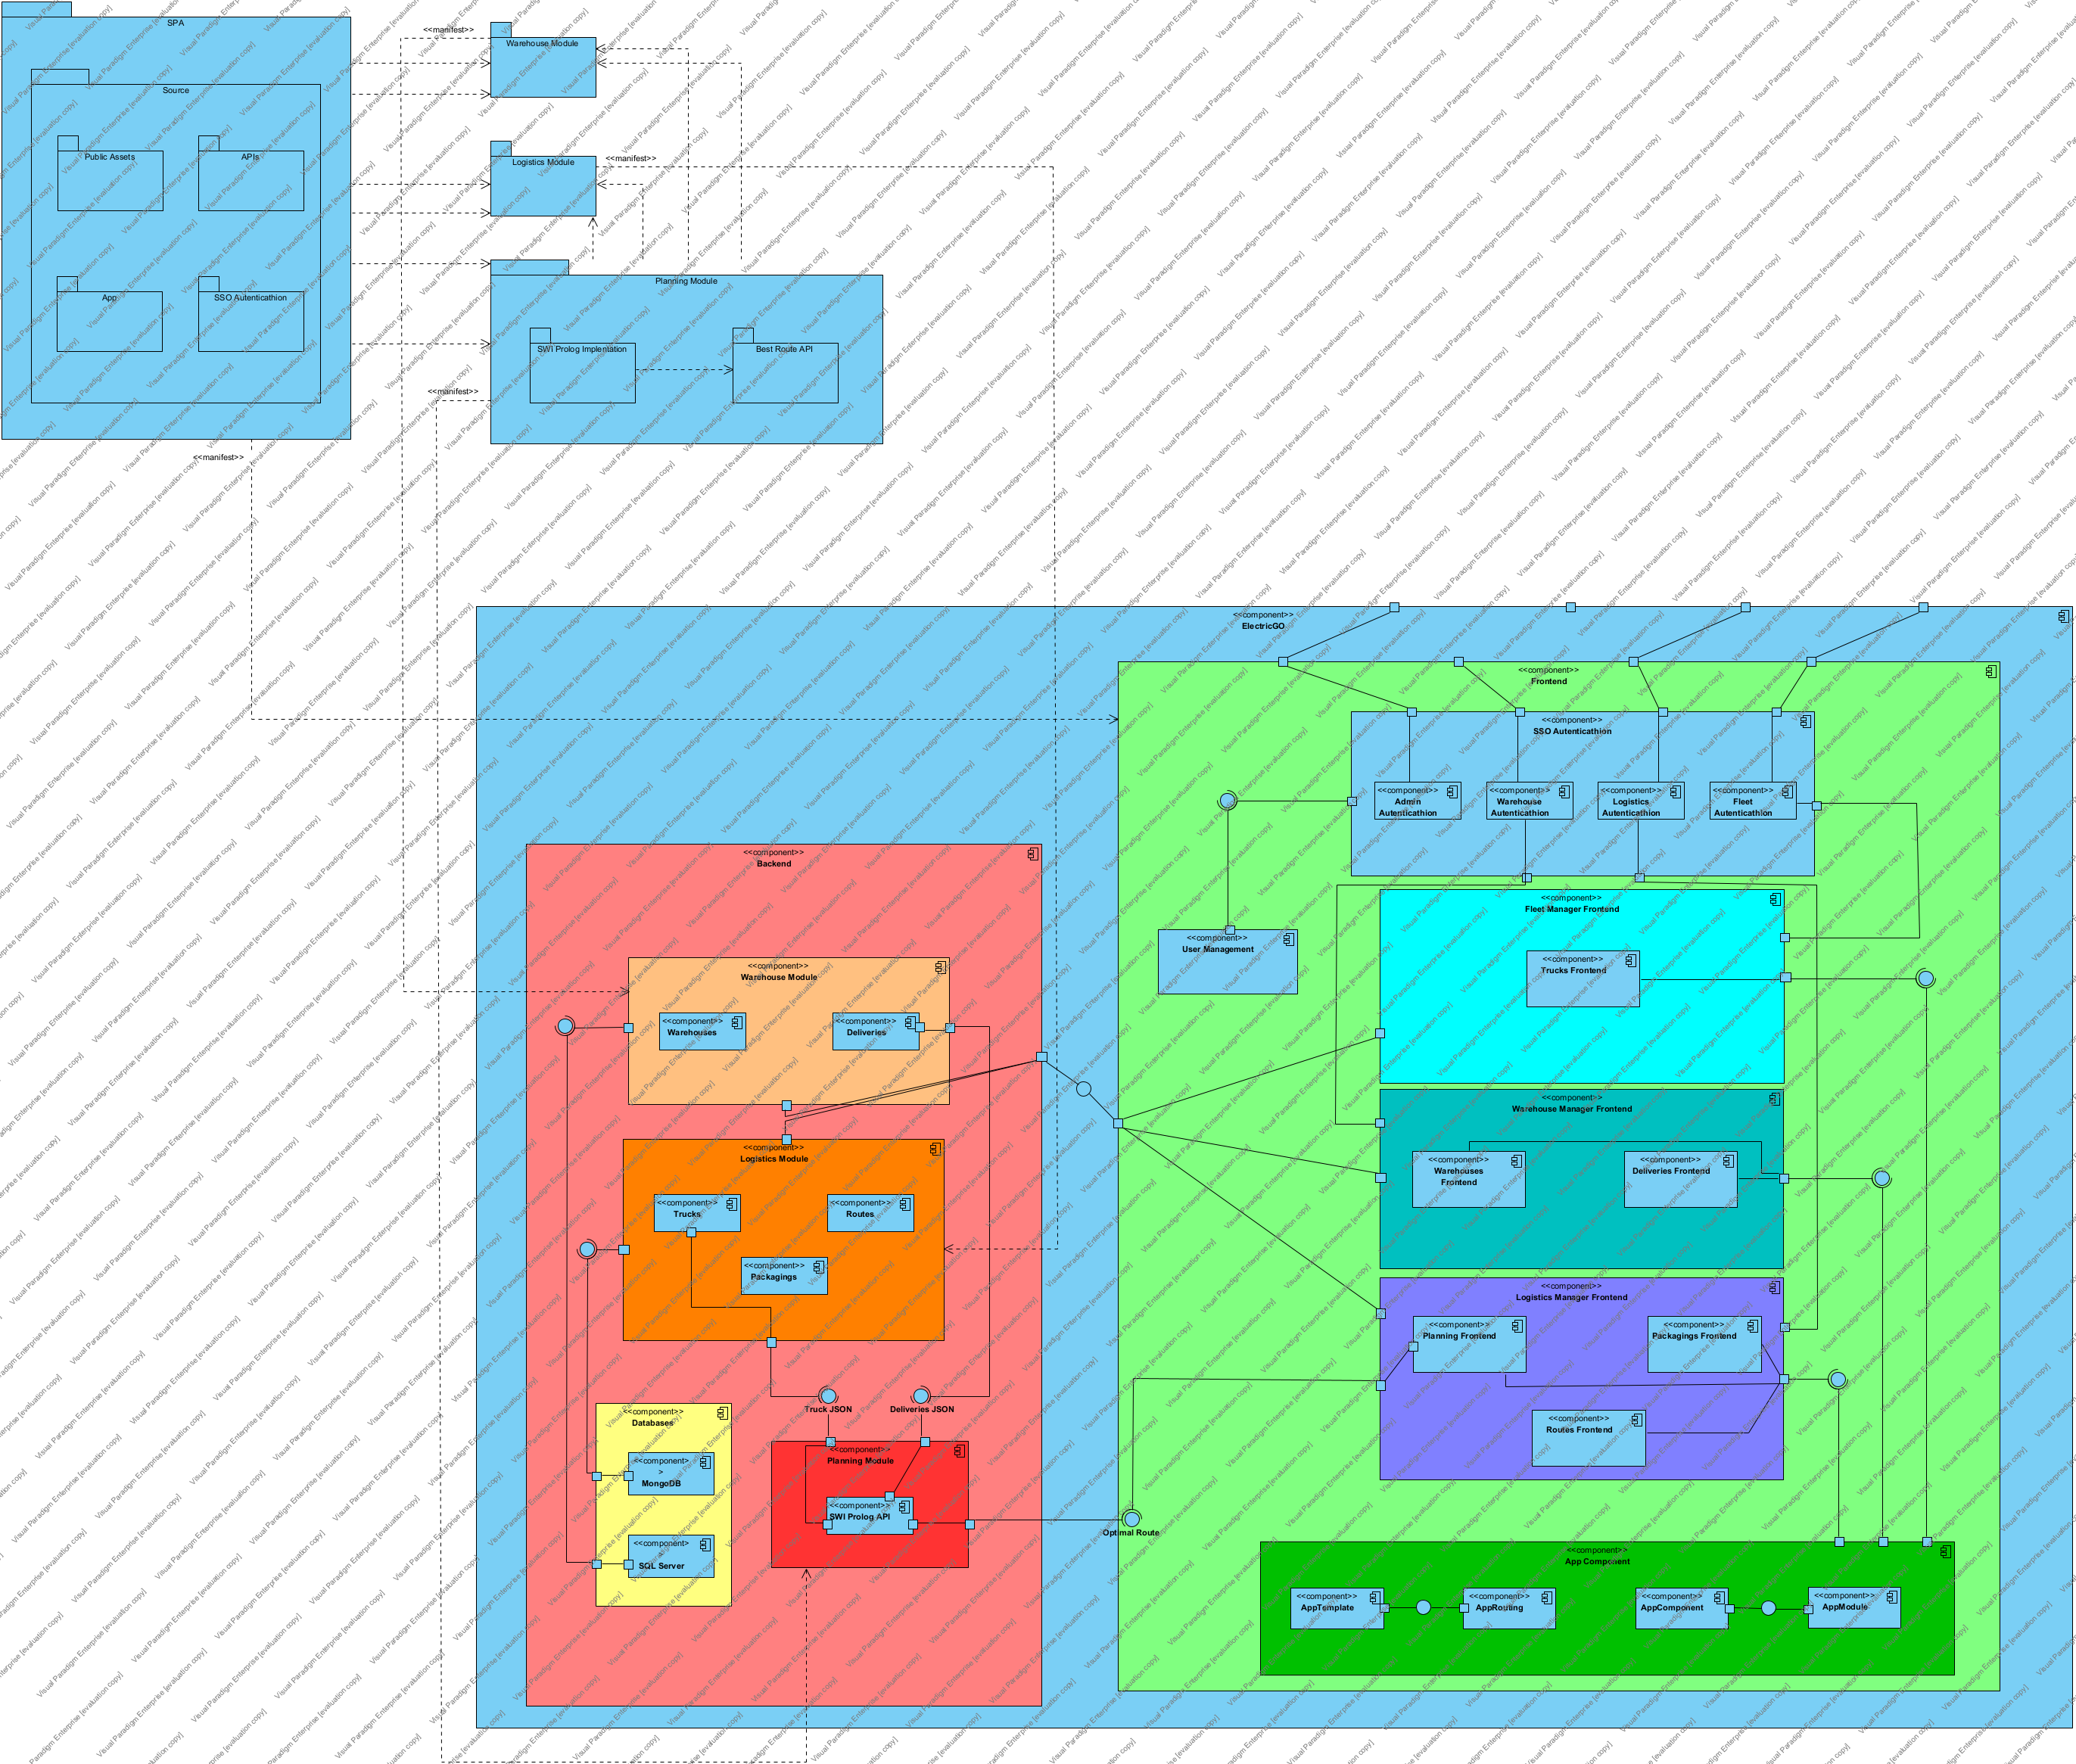 SPA
Source
Public Assets
APIs
App
SSO Autenticathion
<<manifest>>
Warehouse Module
Logistics Module
<<manifest>>
Planning Module
SWI Prolog Implentation
Best Route API
<<manifest>>
<<manifest>>
<<component>>
ElectricGO
<<component>>
Frontend
<<component>>
SSO Autenticathion
<<component>>
Admin
Autenticathion
<<component>>
Warehouse
Autenticathion
<<component>>
Logistics
Autenticathion
<<component>>
Fleet
Autenticathion
<<component>>
User Management
<<component>>
Fleet Manager Frontend
<<component>>
Trucks Frontend
<<component>>
Warehouse Manager Frontend
<<component>>
Warehouses
Frontend
<<component>>
Deliveries Frontend
<<component>>
Logistics Manager Frontend
<<component>>
Planning Frontend
<<component>>
Packagings Frontend
<<component>>
Routes Frontend
Optimal Route
<<component>>
App Component
<<component>>
AppTemplate
<<component>>
AppRouting
<<component>>
AppComponent
<<component>>
AppModule
<<component>>
Backend
<<component>>
Warehouse Module
<<component>>
Warehouses
<<component>>
Deliveries
<<component>>
Logistics Module
<<component>>
Trucks
<<component>>
Routes
<<component>>
Packagings
Truck JSON
Deliveries JSON
<<component>>
Databases
<<component>
>
MongoDB
<<component>
>
SQL Server
<<component>>
Planning Module
<<component>>
SWI Prolog API
Visual Paradigm Enterprise [evaluation copy]